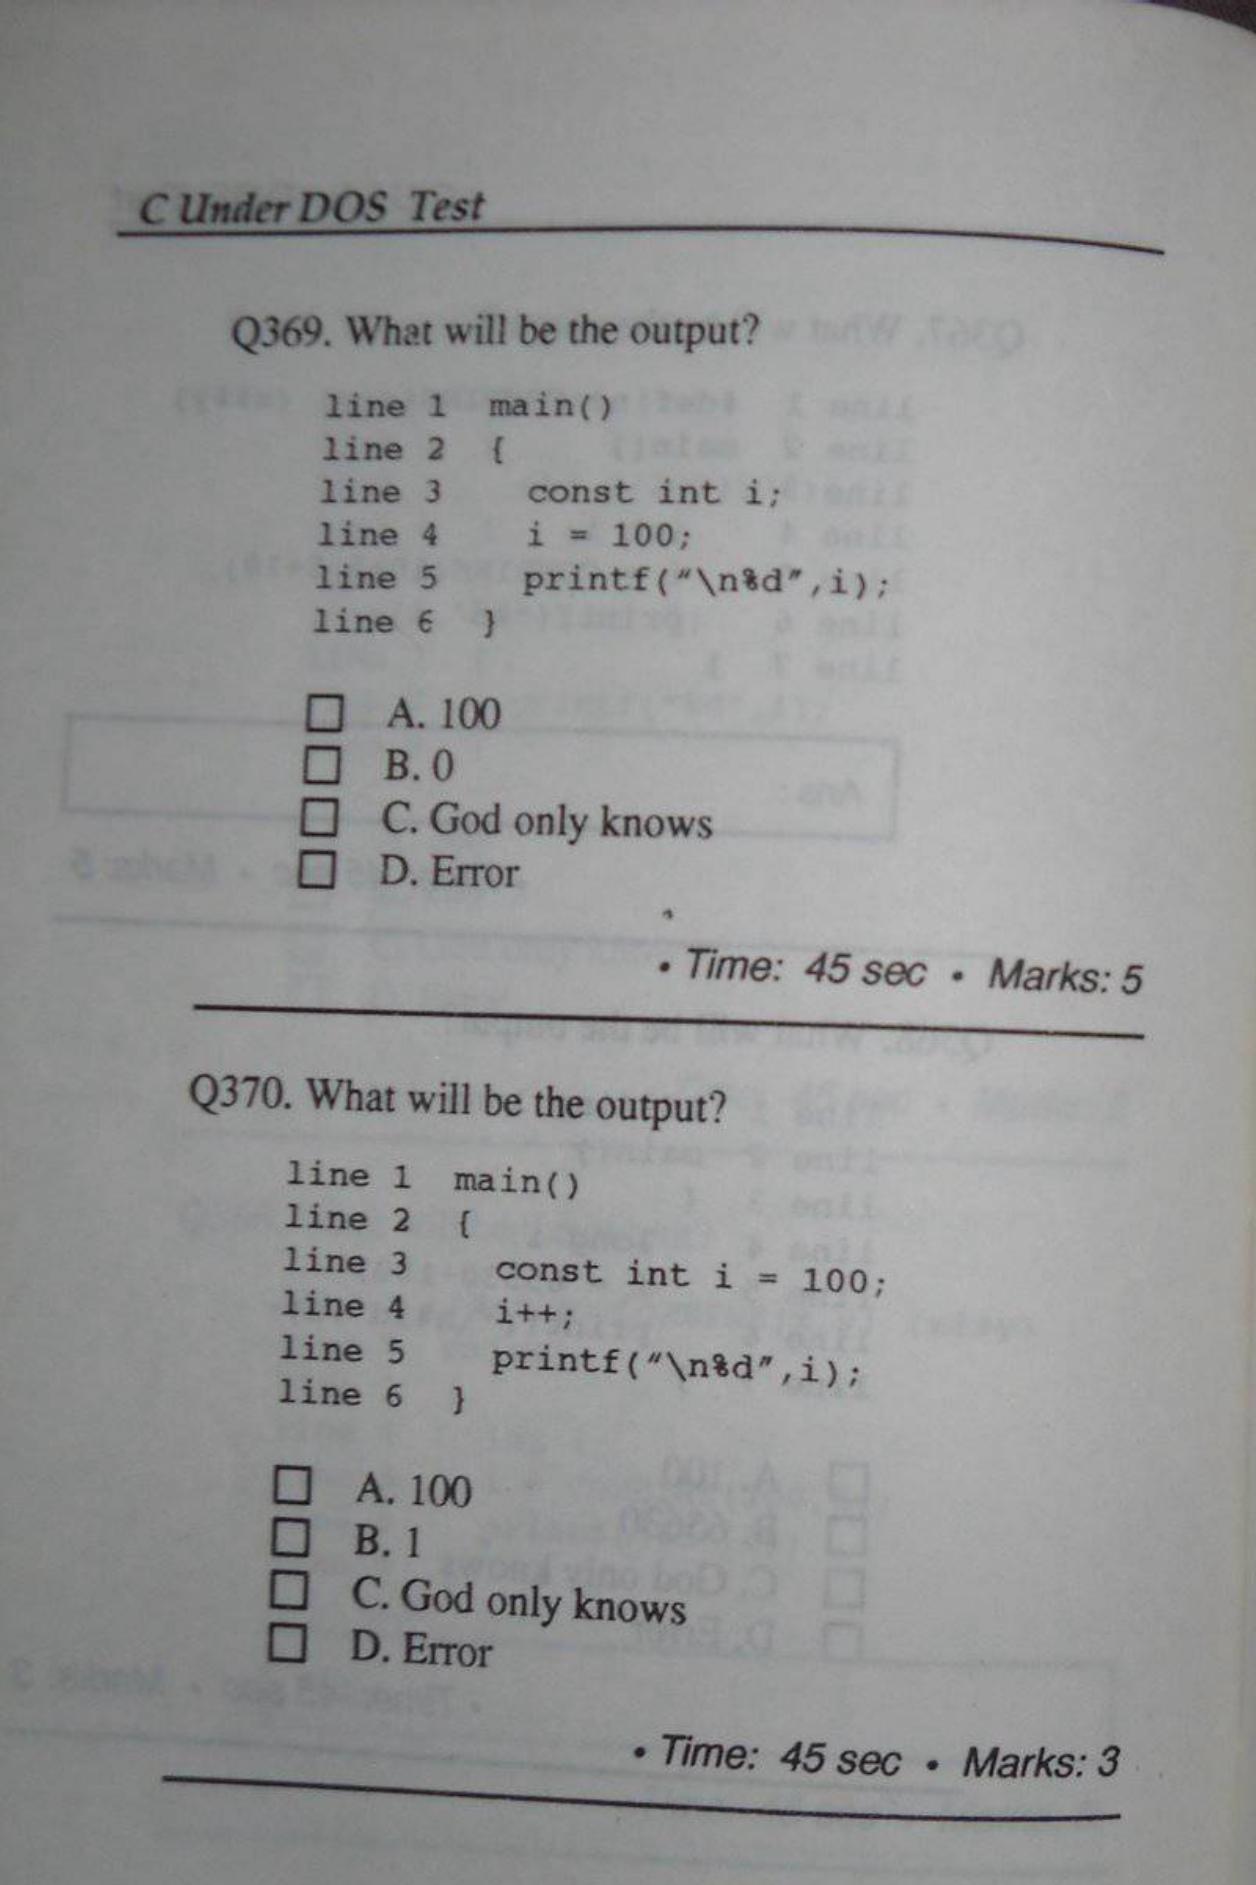 C Under DOS Test
Q369. What will be the output?
line 1 main()
line 2 {
line 3 const int i;
line 4 i = 100;
line 5 printf("\n%d",i);
line 6 }
A. 100
B. 0
C. God only knows
D. Error
• Time: 45 sec • Marks: 5
Q370. What will be the output?
line 1 main()
line 2 {
line 3 const int i = 100;
line 4 i++;
line 5 printf("\n%d",i);
line 6 }
A. 100
B. 1
C. God only knows
D. Error
• Time: 45 sec • Marks: 3